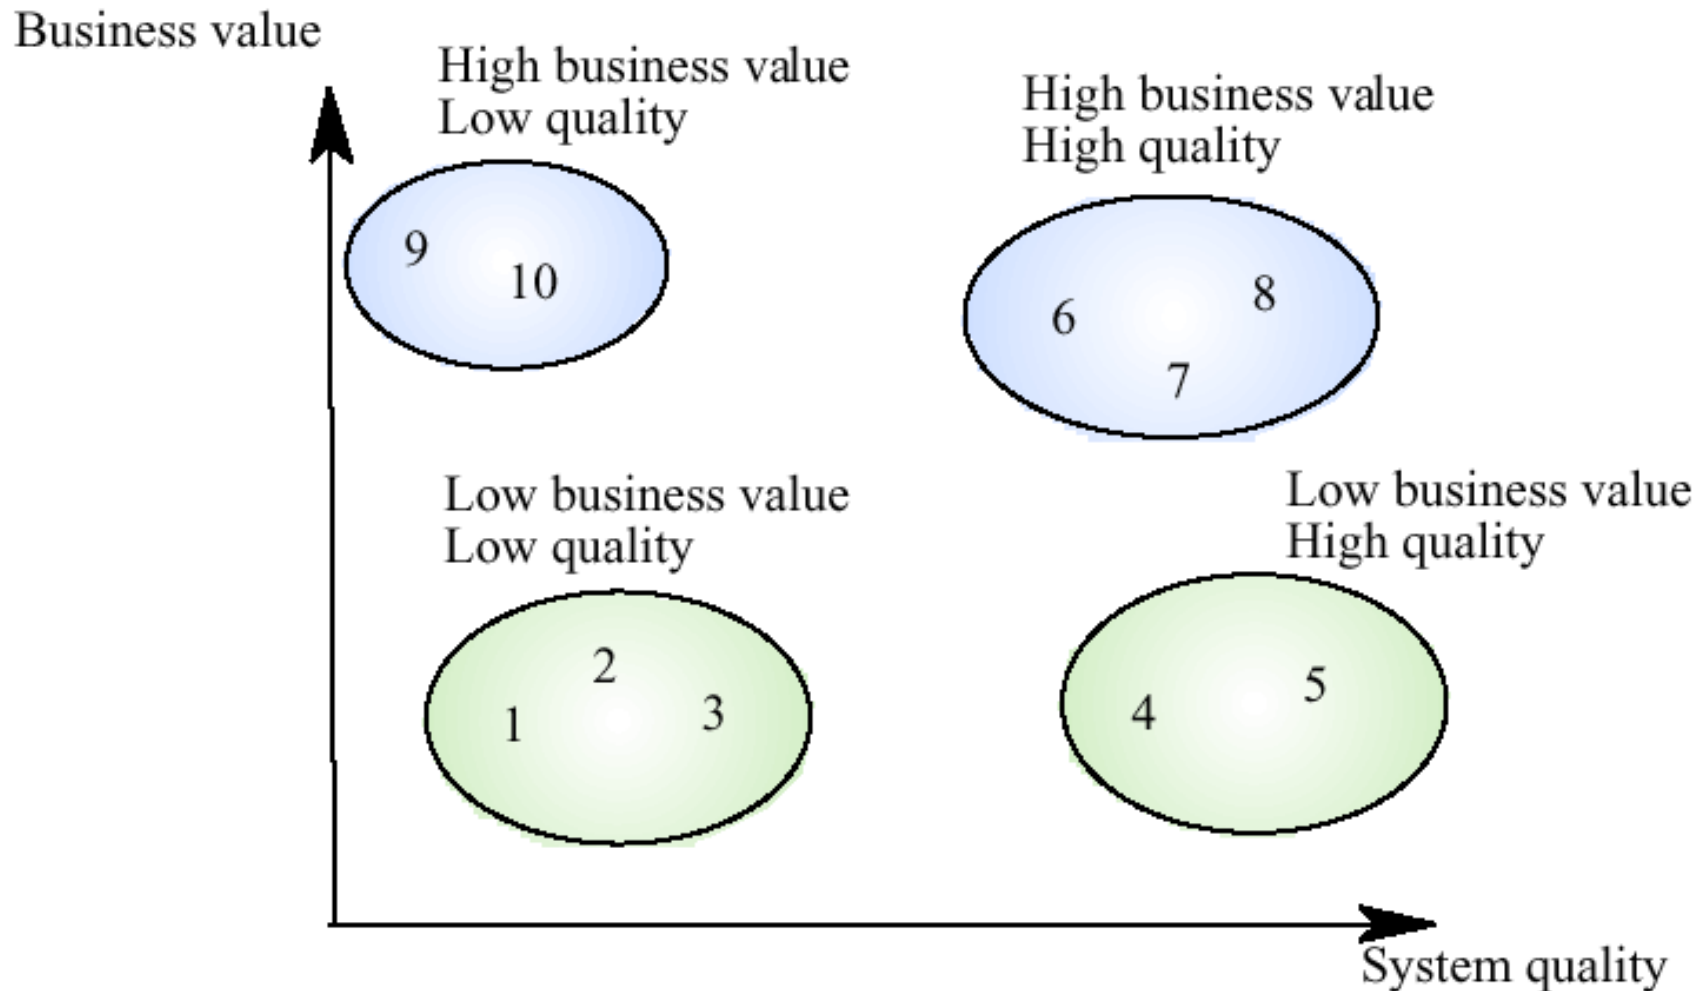 Business value
High business value
Low quality
High business value
High quality
9
10
6
8
7
Low business value
Low quality
Low business value
High quality
2
1
3
4
5
System quality